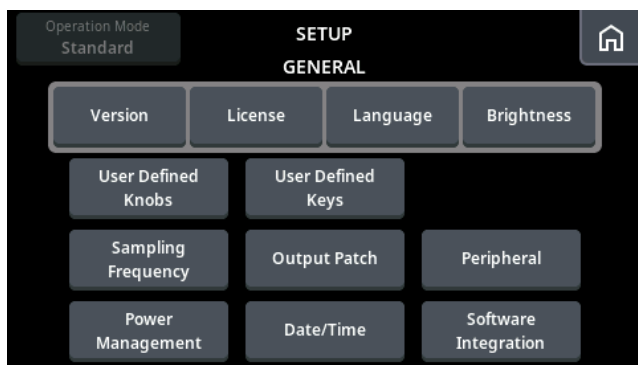 Operation Mode
Standard
SETUP
GENERAL
Version
License
Language
Brightness
User Defined
Knobs
User Defined
Keys
Sampling
Frequency
Output Patch
Peripheral
Power
Management
Date/Time
Software
Integration